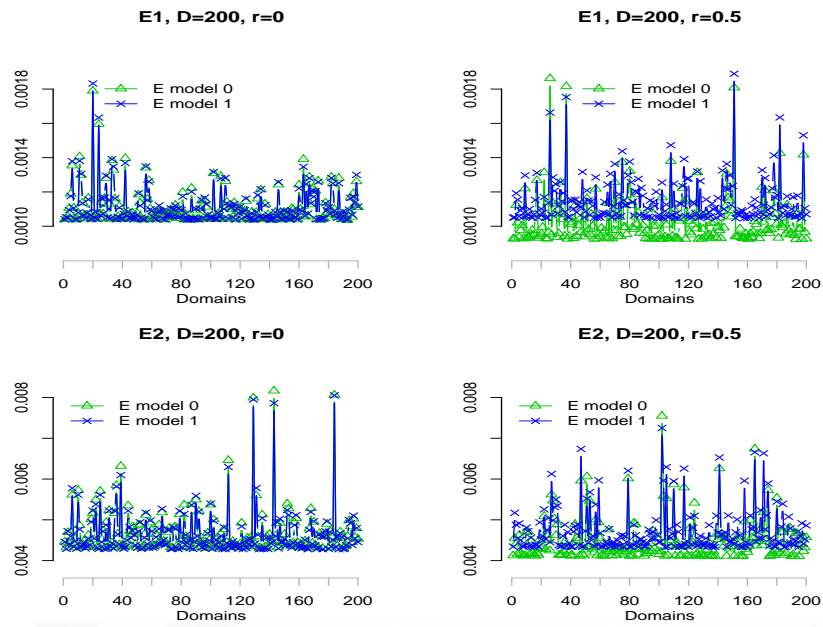 E1, D=200, r=0
E model 0
E model 1
0.0018
0.0014
0.0010
0 40 80 120 160 200
Domains
E1, D=200, r=0.5
E model 0
E model 1
0.0018
0.0014
0.0010
0 40 80 120 160 200
Domains
E2, D=200, r=0
E model 0
E model 1
0.008
0.006
0.004
0 40 80 120 160 200
Domains
E2, D=200, r=0.5
E model 0
E model 1
0.008
0.006
0.004
0 40 80 120 160 200
Domains